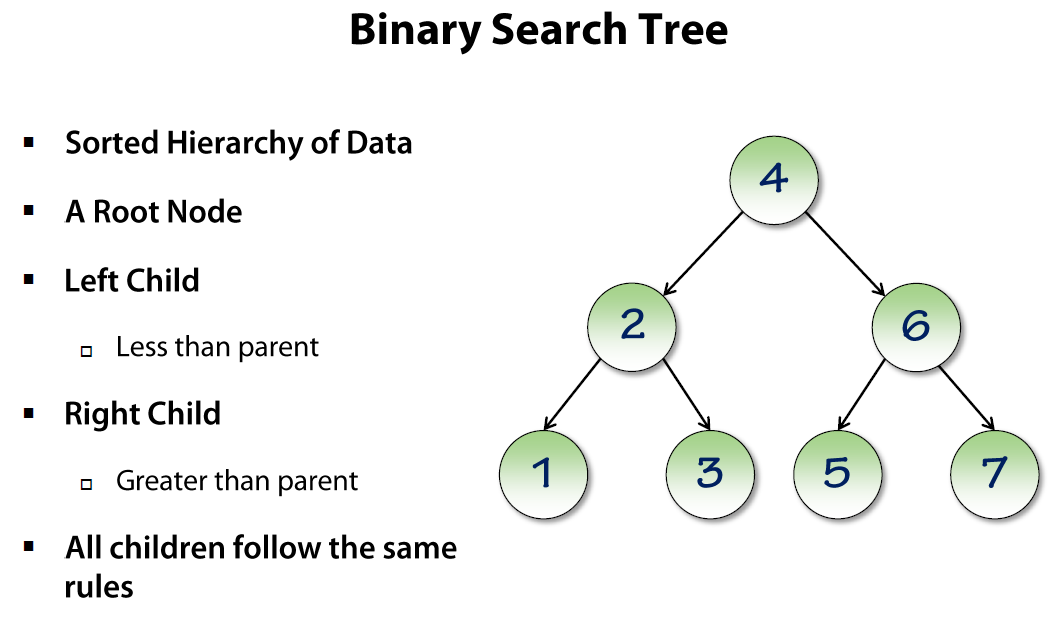 Binary Search Tree
Sorted Hierarchy of Data
A Root Node
Left Child
Less than parent
Right Child
Greater than parent
All children follow the same
rules
4
2
6
1
3
5
7